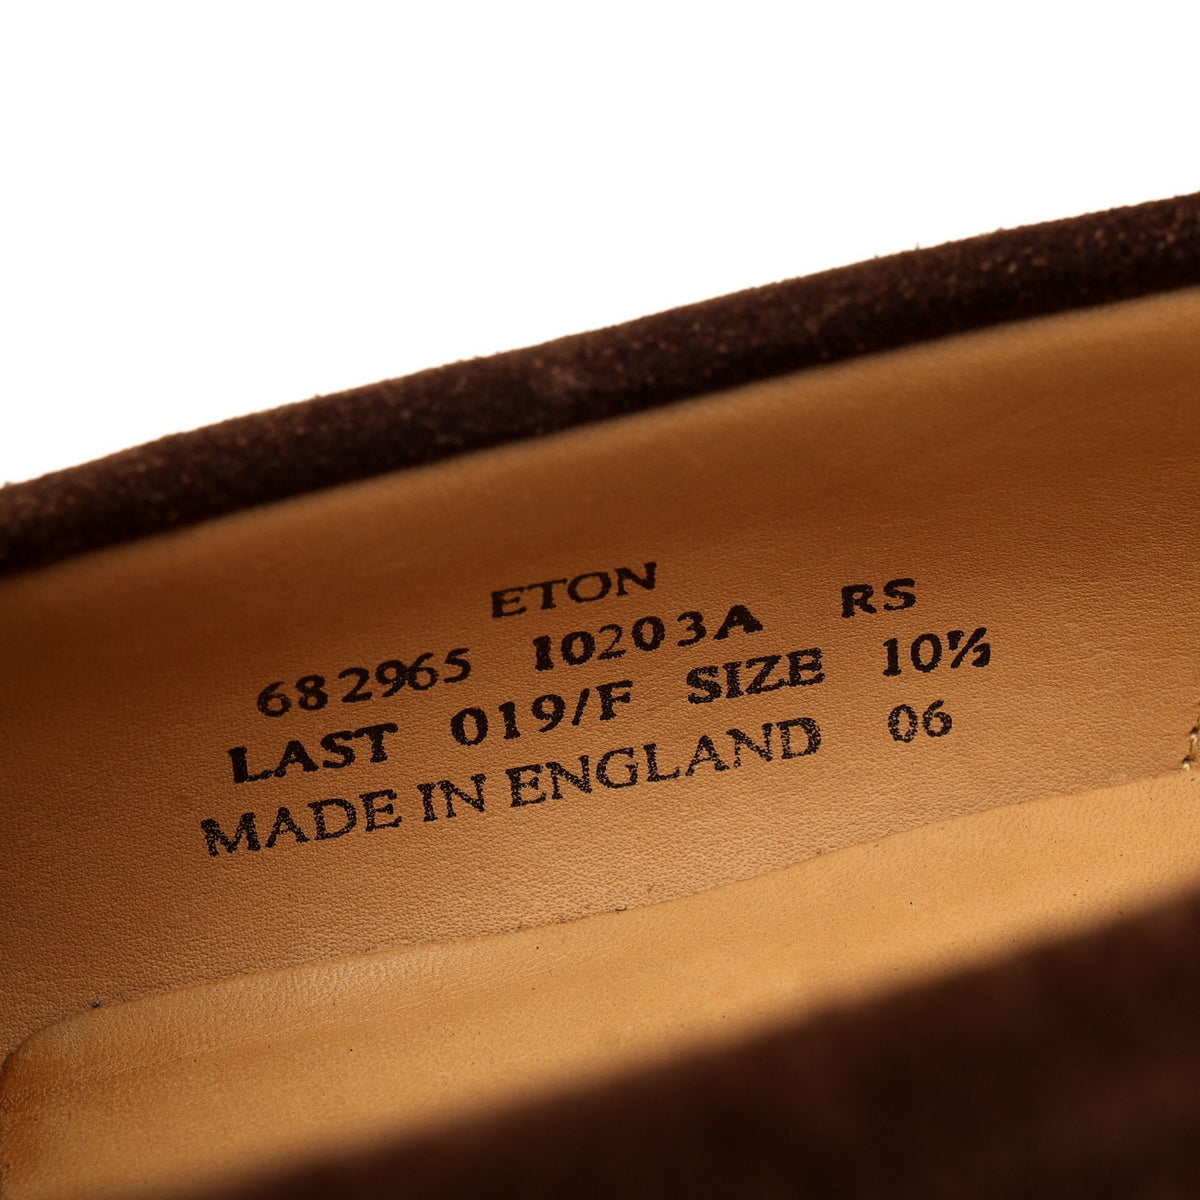 ETON
682965 10203A RS
LAST 019/F SIZE 10½
MADE IN ENGLAND 06